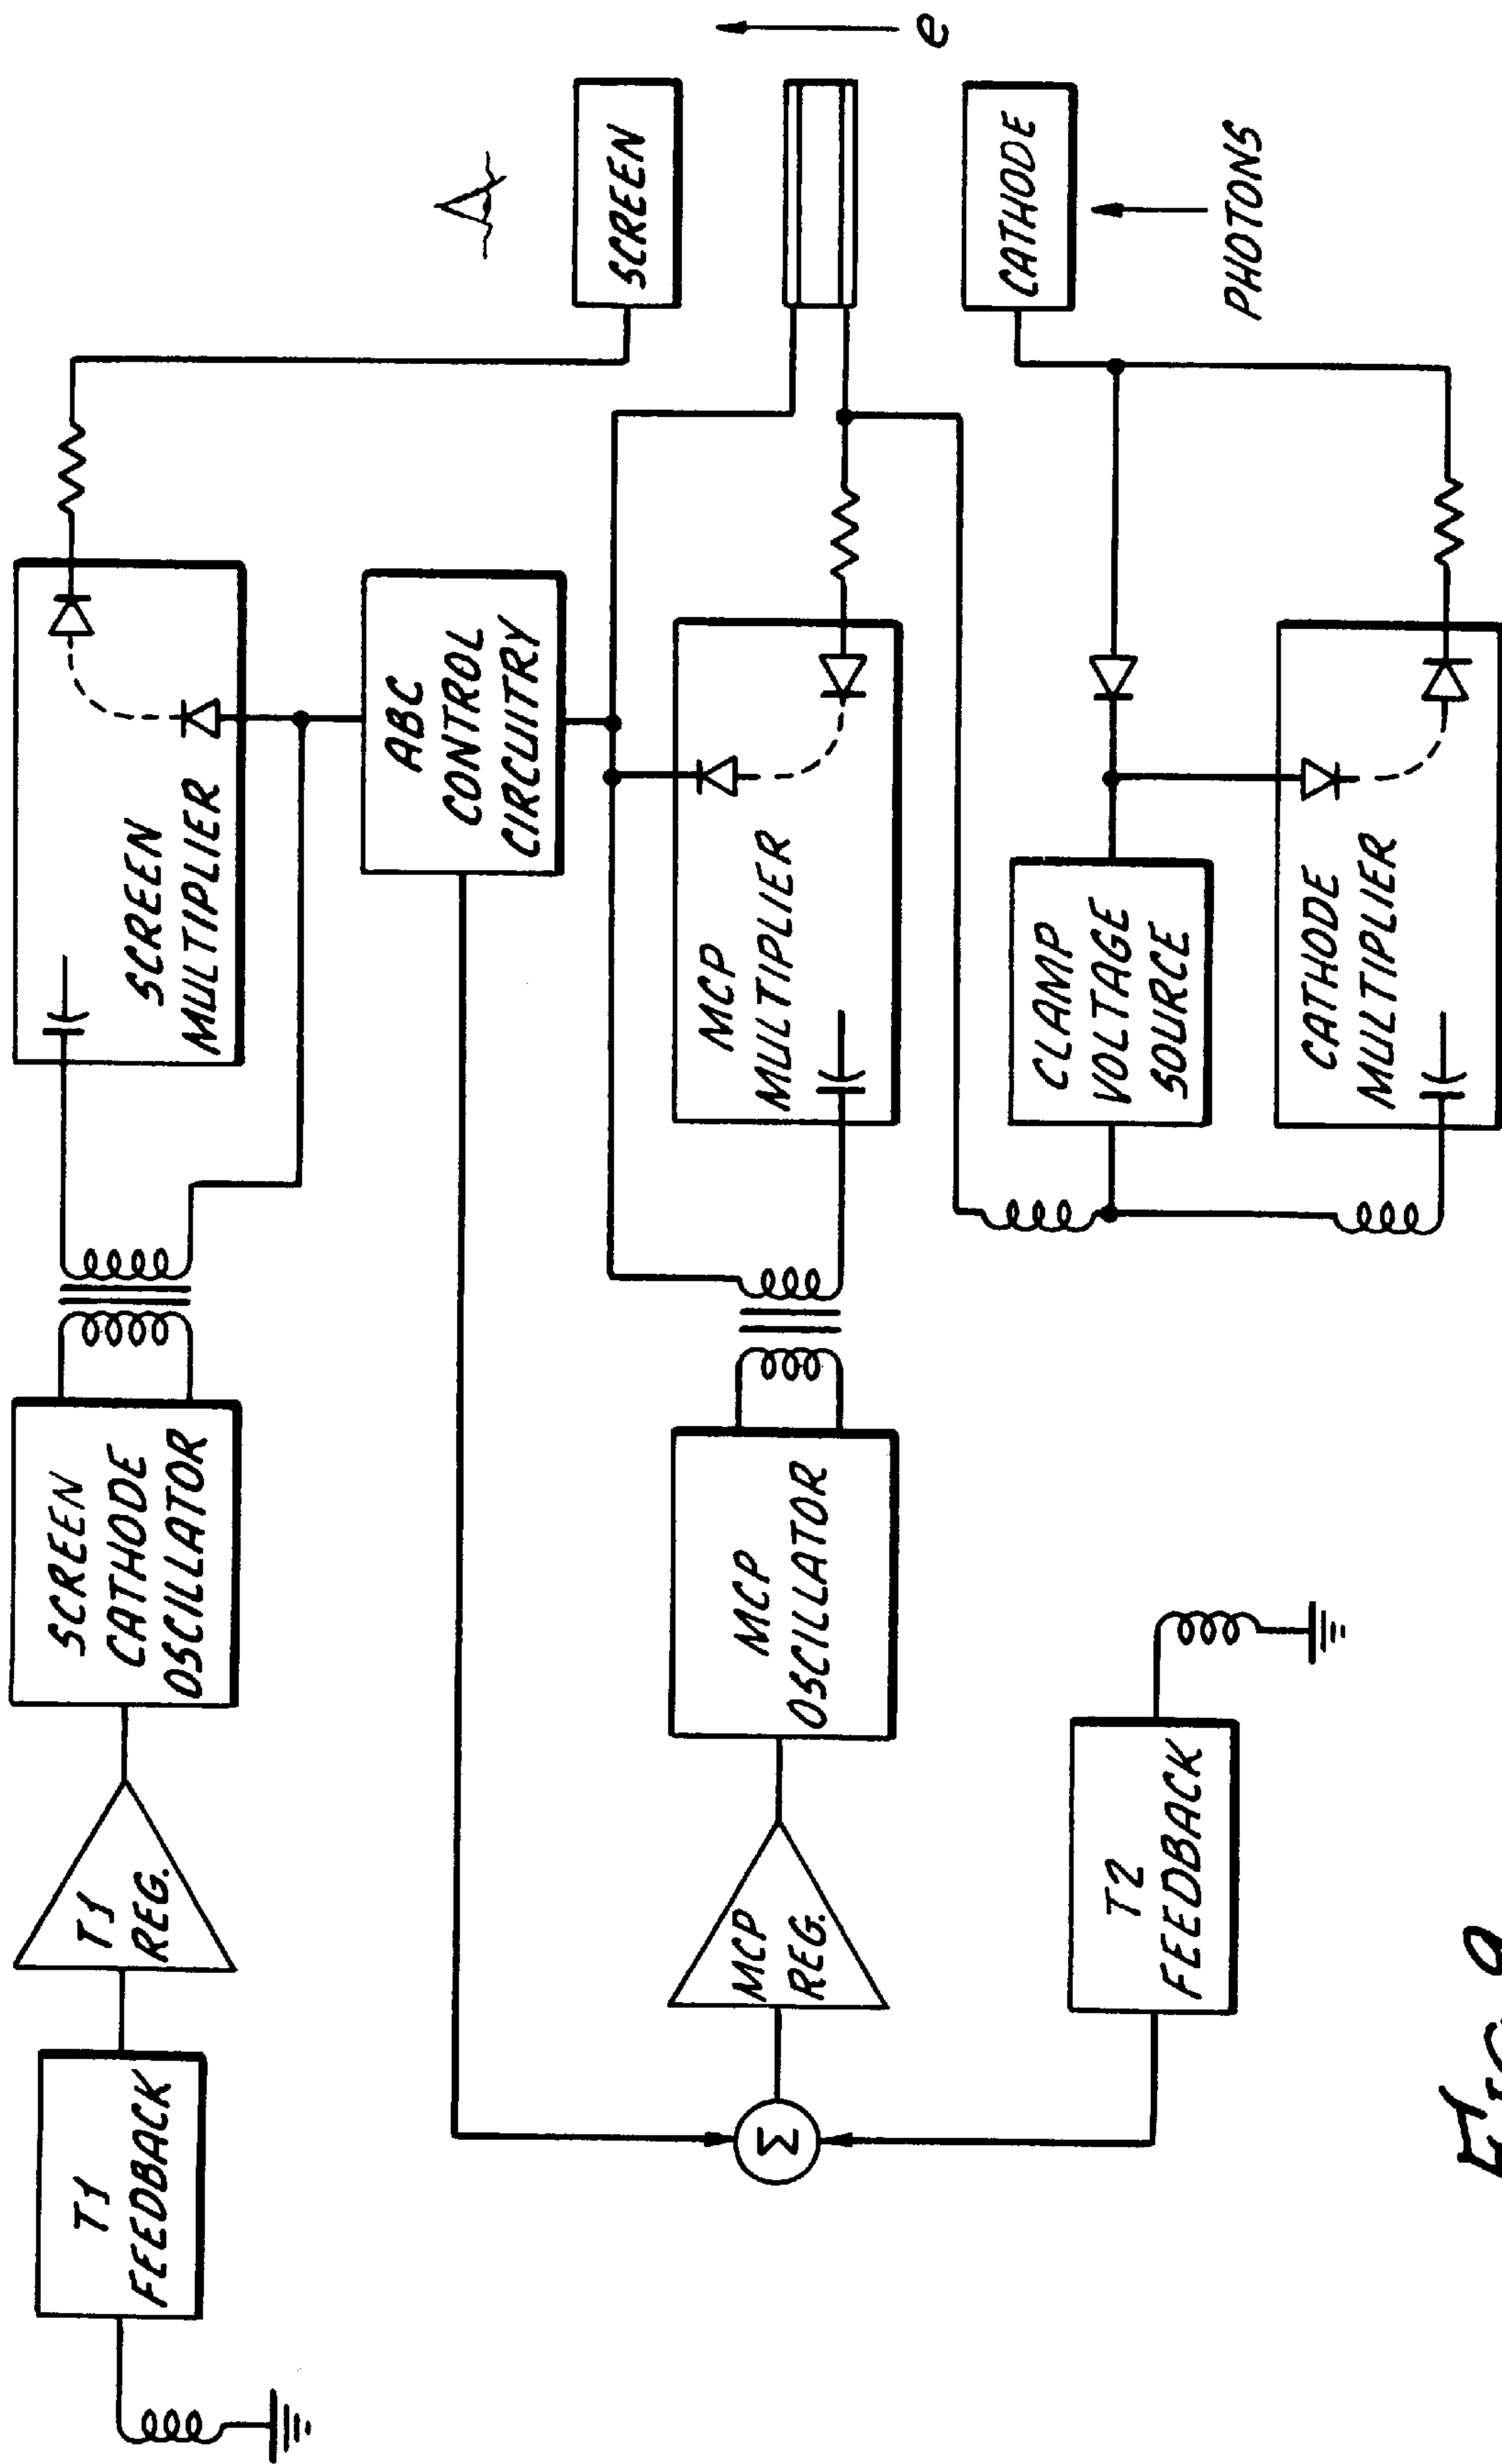 T1
FEEDBACK
T1
REG.
SCREEN
CATHODE
OSCILLATOR
SCREEN
MULTIPLIER
ABC
CONTROL
CIRCUITRY
SCREEN
e
Σ
MCP
REG.
MCP
OSCILLATOR
MCP
MULTIPLIER
CATHODE
PHOTONS
T2
FEEDBACK
CLAMP
VOLTAGE
SOURCE
CATHODE
MULTIPLIER